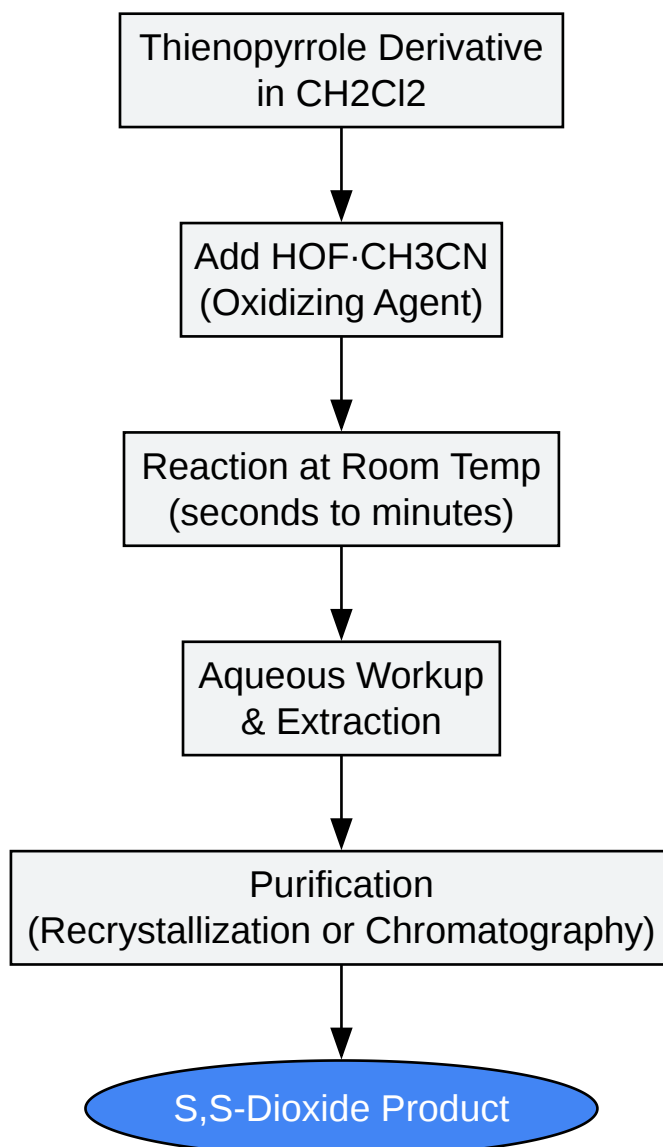 Thienopyrrole Derivative
in CH2Cl2
Add HOF·CH3CN
(Oxidizing Agent)
Reaction at Room Temp
(seconds to minutes)
Aqueous Workup
& Extraction
Purification
(Recrystallization or Chromatography)
S,S-Dioxide Product